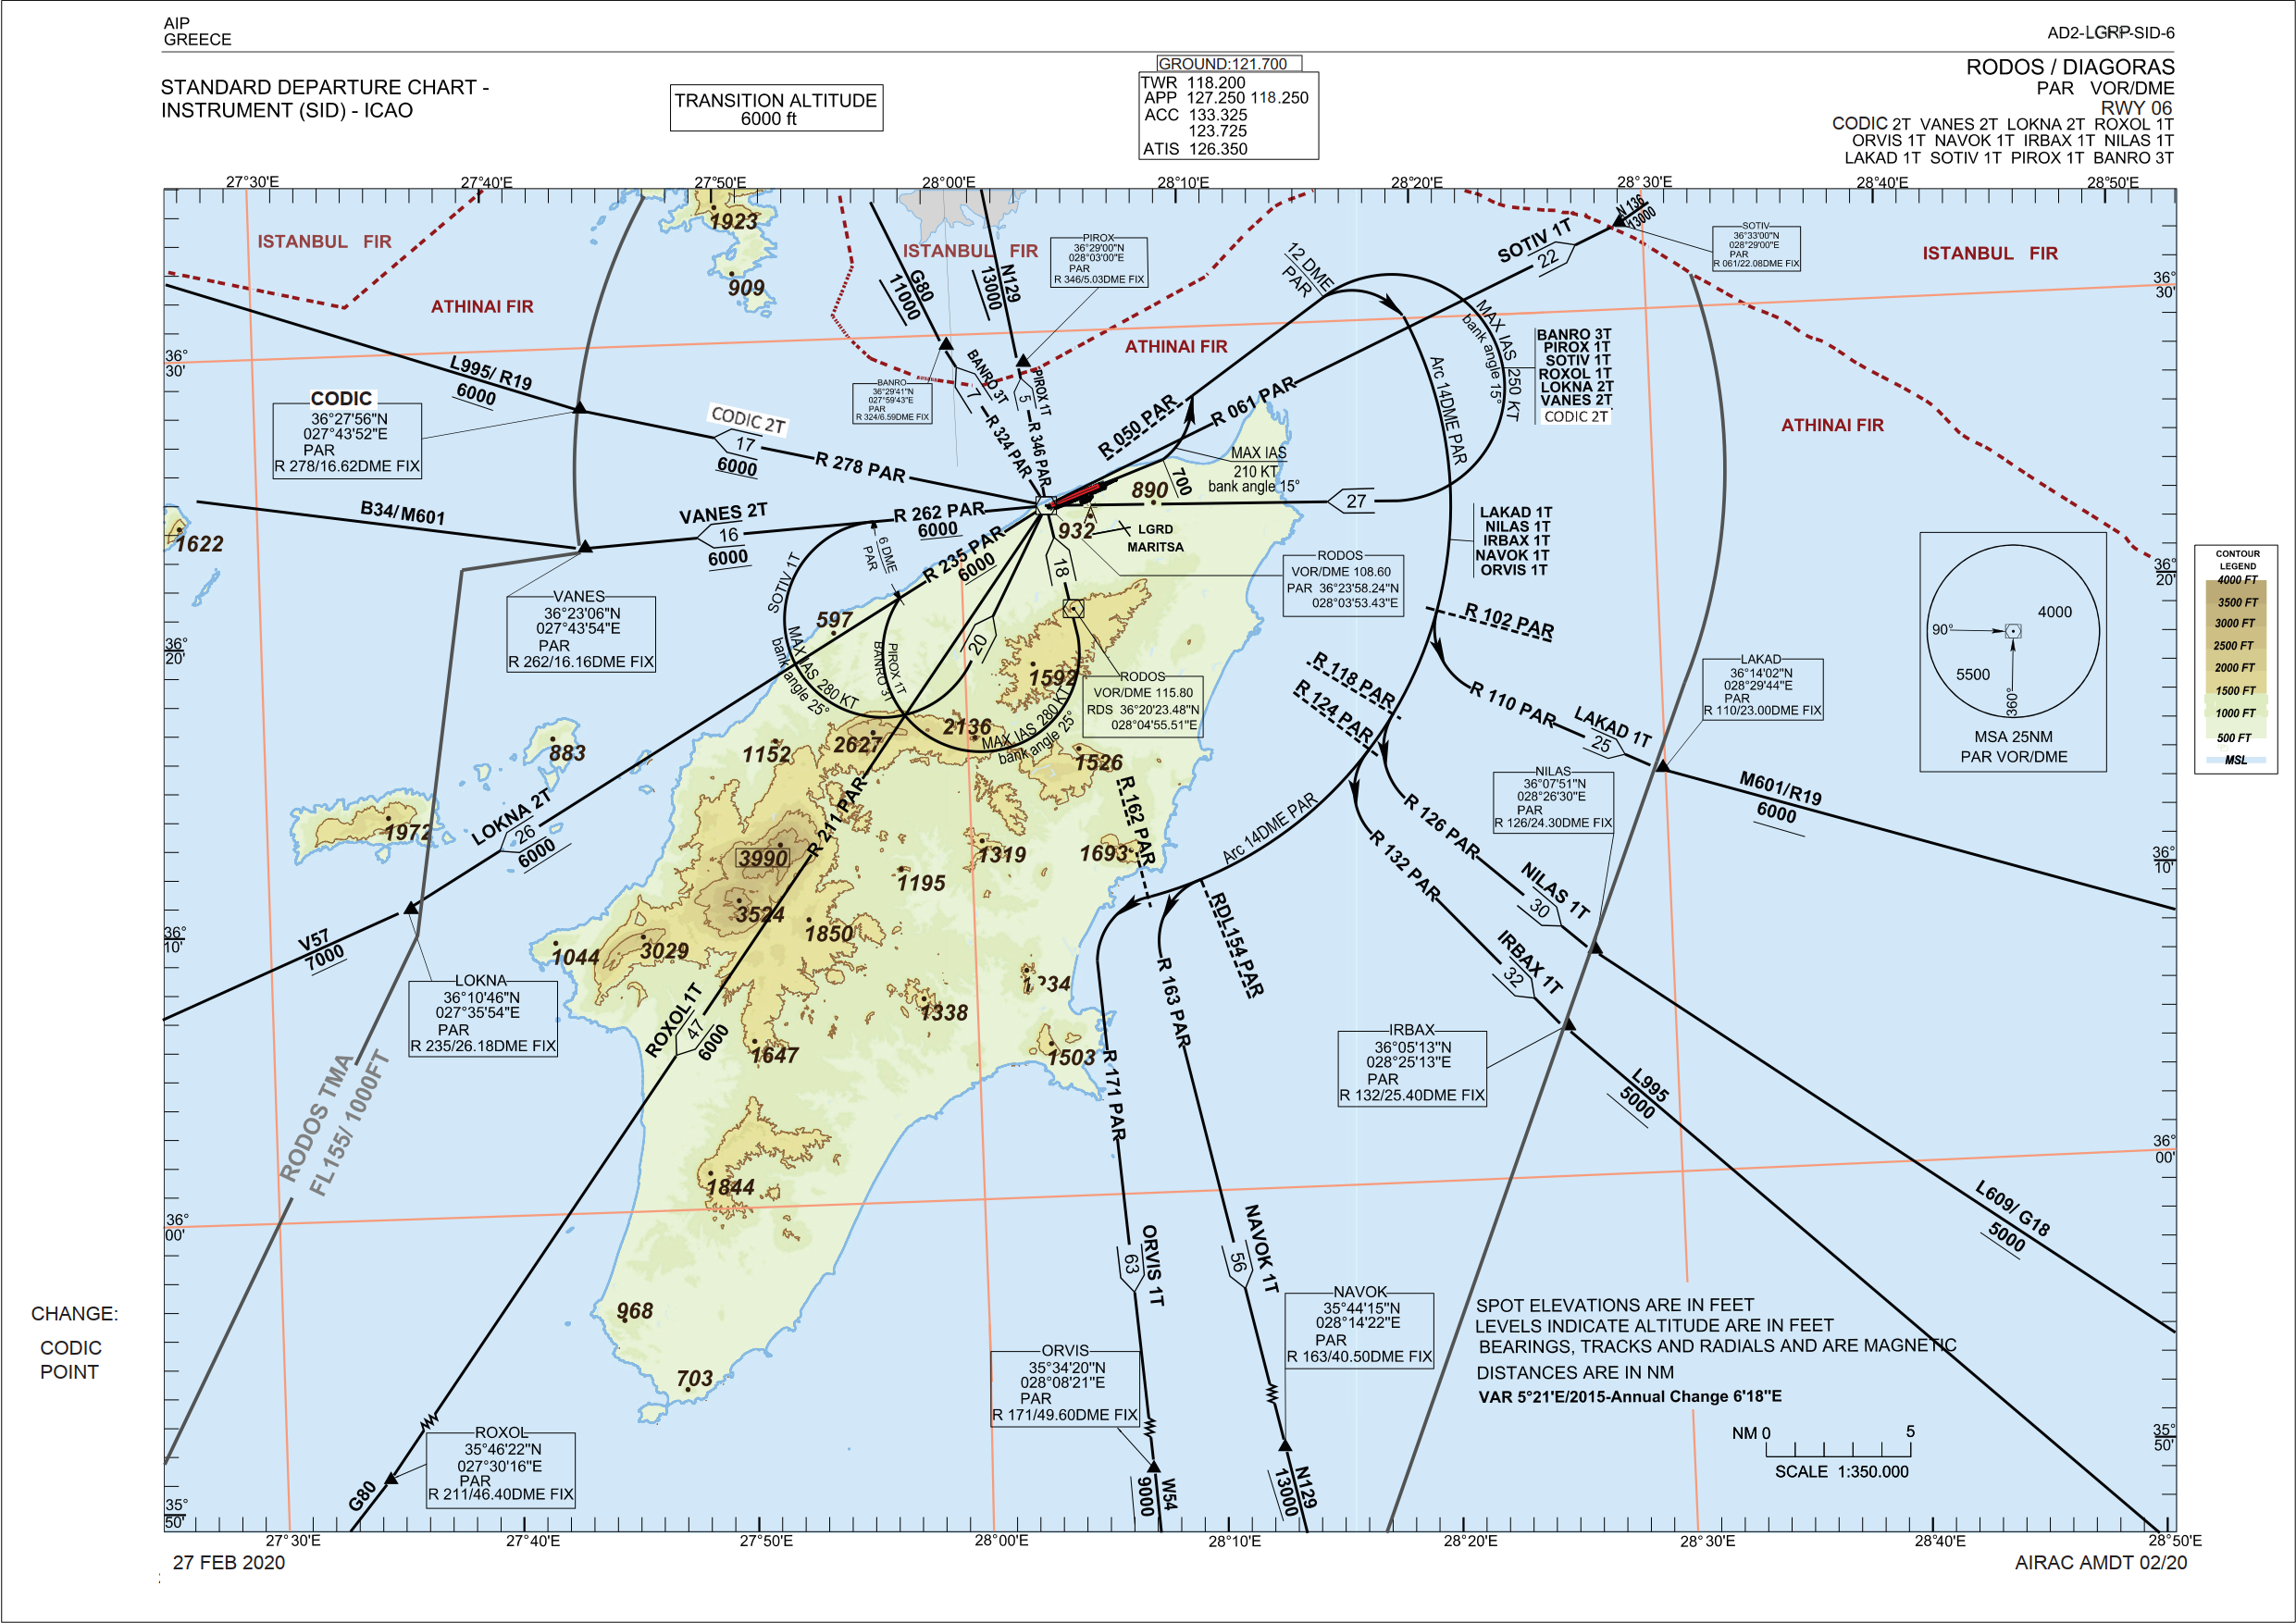 AIP
GREECE
AD2-LGRP-SID-6
STANDARD DEPARTURE CHART -
INSTRUMENT (SID) - ICAO
TRANSITION ALTITUDE
6000 ft
GROUND:121.700
TWR 118.200
APP 127.250 118.250
ACC 133.325
123.725
ATIS 126.350
RODOS / DIAGORAS
PAR VOR/DME
RWY 06
CODIC 2T VANES 2T LOKNA 2T ROXOL 1T
ORVIS 1T NAVOK 1T IRBAX 1T NILAS 1T
LAKAD 1T SOTIV 1T PIROX 1T BANRO 3T
27°30'E
27°40'E
27°50'E
28°00'E
28°10'E
28°20'E
28°30'E
28°40'E
28°50'E
ISTANBUL FIR
ATHINAI FIR
1923
909
ISTANBUL FIR
G80
11000
N129
13000
PIROX
36°29'00"N
028°03'00"E
PAR
R 346/5.03DME FIX
12 DME
PAR
SOTIV 1T
22
N 136
13000
SOTIV
36°33'00"N
028°29'00"E
PAR
R 061/22.08DME FIX
ISTANBUL FIR
36°
30'
36°
30'
ATHINAI FIR
ATHINAI FIR
MAX IAS 250 KT
bank angle 15°
BANRO 3T
PIROX 1T
SOTIV 1T
ROXOL 1T
LOKNA 2T
VANES 2T
CODIC 2T
L995/ R19
6000
CODIC
36°27'56"N
027°43'52"E
PAR
R 278/16.62DME FIX
CODIC 2T
17
6000
R 278 PAR
BANRO
36°29'41"N
027°59'43"E
PAR
R 324/6.59DME FIX
BANRO 3T
7
R 324 PAR
PIROX 1T
5
R 346 PAR
R 050 PAR
R 061 PAR
Arc 14DME PAR
MAX IAS
210 KT
bank angle 15°
700
890
27
B34/M601
VANES 2T
16
6000
R 262 PAR
6000
1622
932
LGRD
MARITSA
LAKAD 1T
NILAS 1T
IRBAX 1T
NAVOK 1T
ORVIS 1T
RODOS
VOR/DME 108.60
PAR 36°23'58.24"N
028°03'53.43"E
R 235 PAR
6000
6 DME
PAR
SOTIV 1T
18
20
VANES
36°23'06"N
027°43'54"E
PAR
R 262/16.16DME FIX
597
MAX IAS 280 KT
bank angle 25°
PIROX 1T
BANRO 3T
1592
RODOS
VOR/DME 115.80
RDS 36°20'23.48"N
028°04'55.51"E
MAX IAS 280 KT
bank angle 25°
R 102 PAR
R 118 PAR
R 124 PAR
R 110 PAR
LAKAD 1T
25
LAKAD
36°14'02"N
028°29'44"E
PAR
R 110/23.00DME FIX
M601/R19
6000
90°
4000
5500
360°
MSA 25NM
PAR VOR/DME
CONTOUR
LEGEND
4000 FT
3500 FT
3000 FT
2500 FT
2000 FT
1500 FT
1000 FT
500 FT
MSL
36°
20'
36°
20'
883
1152
2627
2136
1526
1972
LOKNA 2T
26
6000
R 211 PAR
R 162 PAR
Arc 14DME PAR
3990
1319
1693
1195
3524
1850
1044
3029
1338
1647
1503
RDL154 PAR
NILAS
36°07'51"N
028°26'30"E
PAR
R 126/24.30DME FIX
R 126 PAR
NILAS 1T
30
R 132 PAR
IRBAX 1T
32
36°
10'
36°
10'
V57
7000
LOKNA
36°10'46"N
027°35'54"E
PAR
R 235/26.18DME FIX
RODOS TMA
FL155/ 1000FT
ROXOL1T
47
6000
R 163 PAR
R 171 PAR
IRBAX
36°05'13"N
028°25'13"E
PAR
R 132/25.40DME FIX
L995
5000
L609/ G18
5000
36°
00'
36°
00'
1844
968
703
ORVIS 1T
63
NAVOK 1T
56
NAVOK
35°44'15"N
028°14'22"E
PAR
R 163/40.50DME FIX
ORVIS
35°34'20"N
028°08'21"E
PAR
R 171/49.60DME FIX
W54
9000
N129
13000
ROXOL
35°46'22"N
027°30'16"E
PAR
R 211/46.40DME FIX
G80
CHANGE:
CODIC
POINT
SPOT ELEVATIONS ARE IN FEET
LEVELS INDICATE ALTITUDE ARE IN FEET
BEARINGS, TRACKS AND RADIALS AND ARE MAGNETIC
DISTANCES ARE IN NM
VAR 5°21'E/2015-Annual Change 6'18"E
NM 0 5
SCALE 1:350.000
35°
50'
35°
50'
27°30'E
27°40'E
27°50'E
28°00'E
28°10'E
28°20'E
28°30'E
28°40'E
28°50'E
27 FEB 2020
AIRAC AMDT 02/20